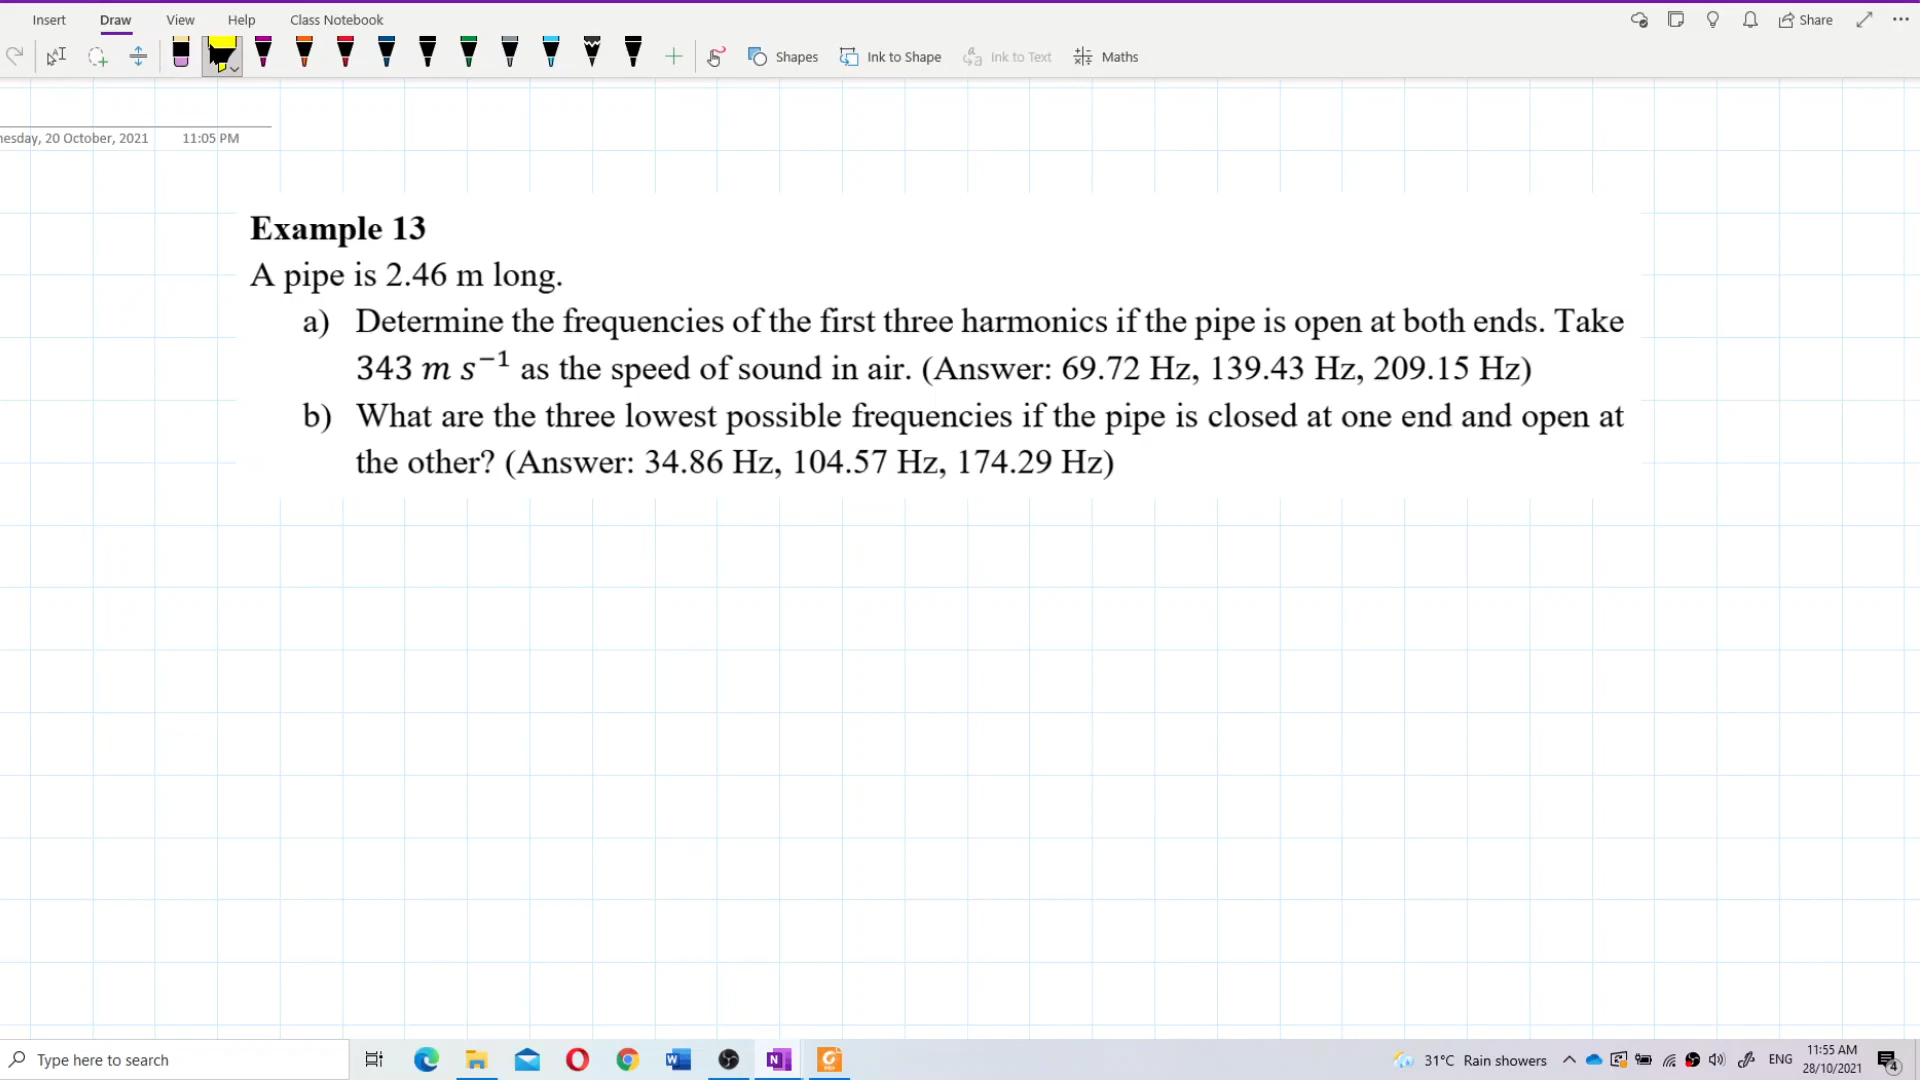 Insert Draw View Help Class Notebook Share
Shapes Ink to Shape Ink to Text Maths
nesday, 20 October, 2021 11:05 PM
Example 13
A pipe is 2.46 m long.
a) Determine the frequencies of the first three harmonics if the pipe is open at both ends. Take
343 m s⁻¹ as the speed of sound in air. (Answer: 69.72 Hz, 139.43 Hz, 209.15 Hz)
b) What are the three lowest possible frequencies if the pipe is closed at one end and open at
the other? (Answer: 34.86 Hz, 104.57 Hz, 174.29 Hz)
Type here to search 31°C Rain showers ENG 11:55 AM
28/10/2021 4